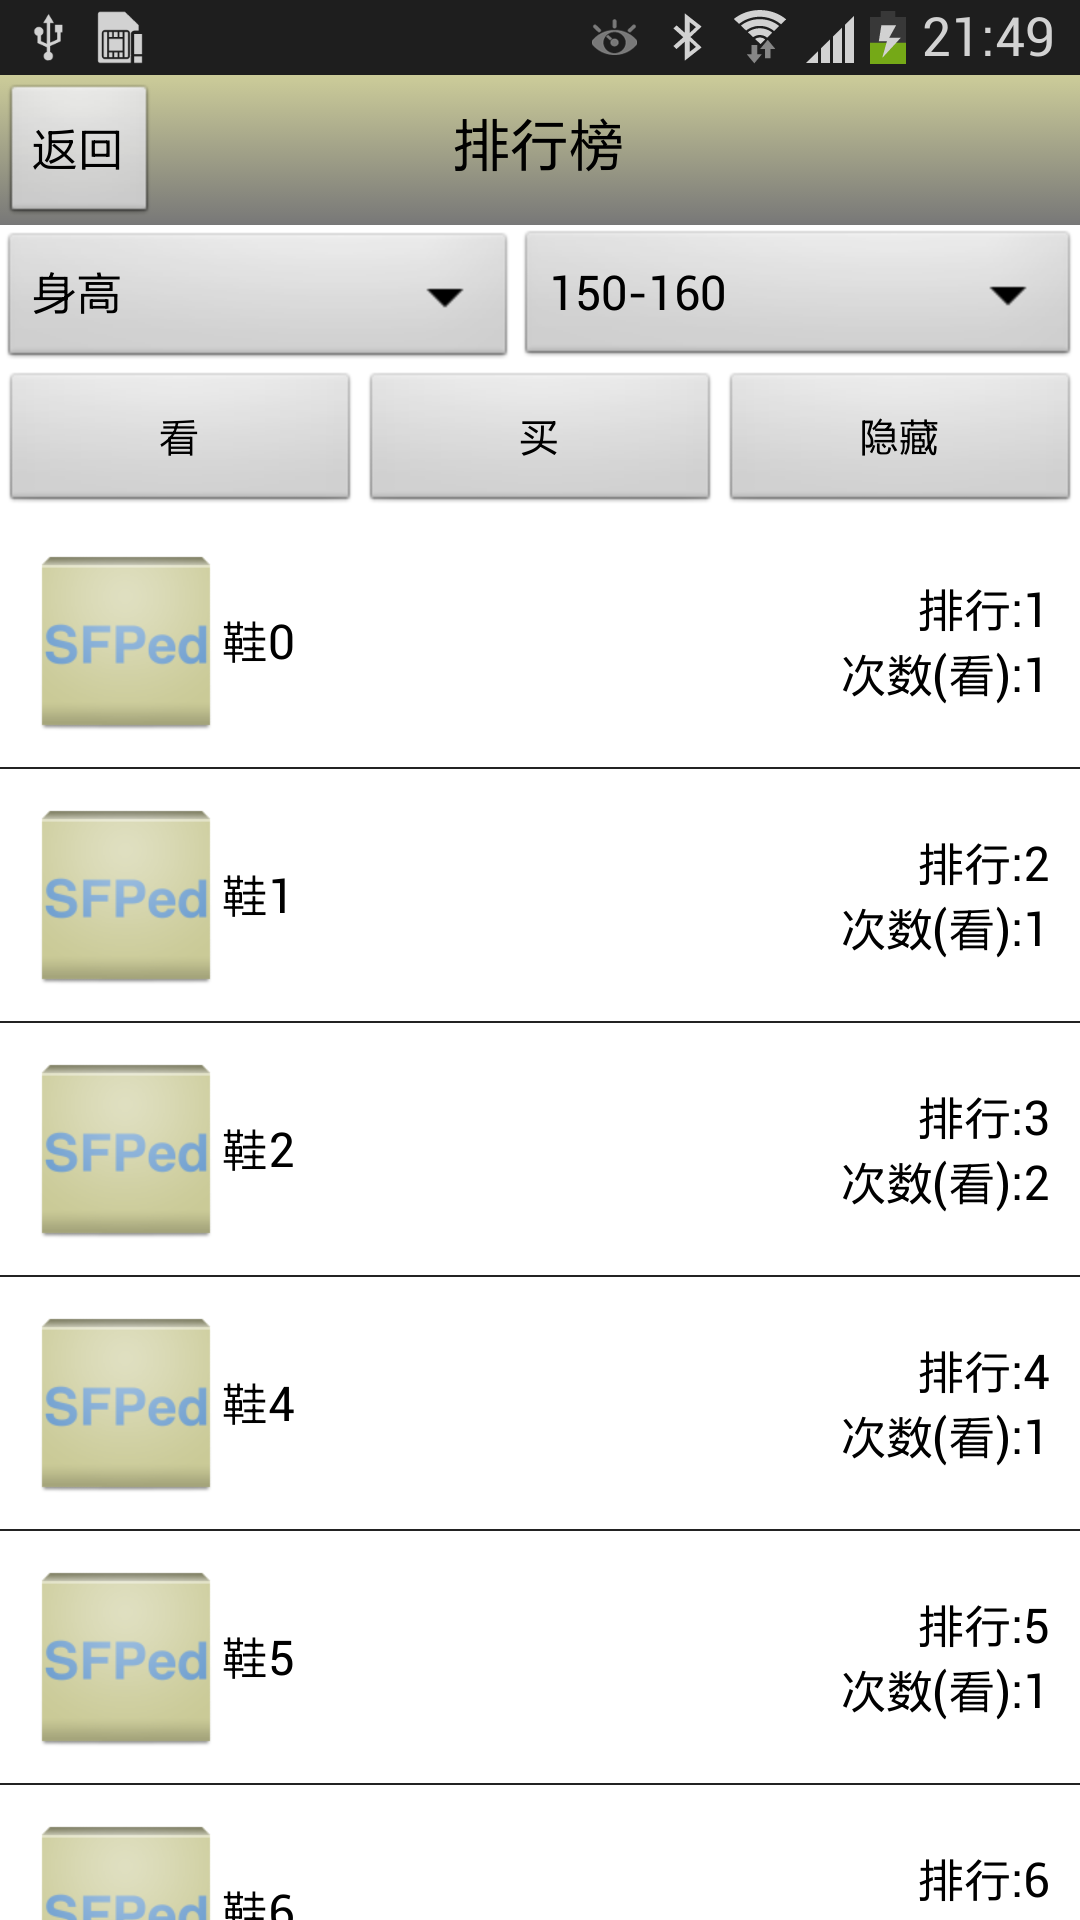 21:49
返回
排行榜
身高
150-160
看
买
隐藏
SFPed
鞋0
排行:1
次数(看):1
SFPed
鞋1
排行:2
次数(看):1
SFPed
鞋2
排行:3
次数(看):2
SFPed
鞋4
排行:4
次数(看):1
SFPed
鞋5
排行:5
次数(看):1
SFPed
鞋6
排行:6